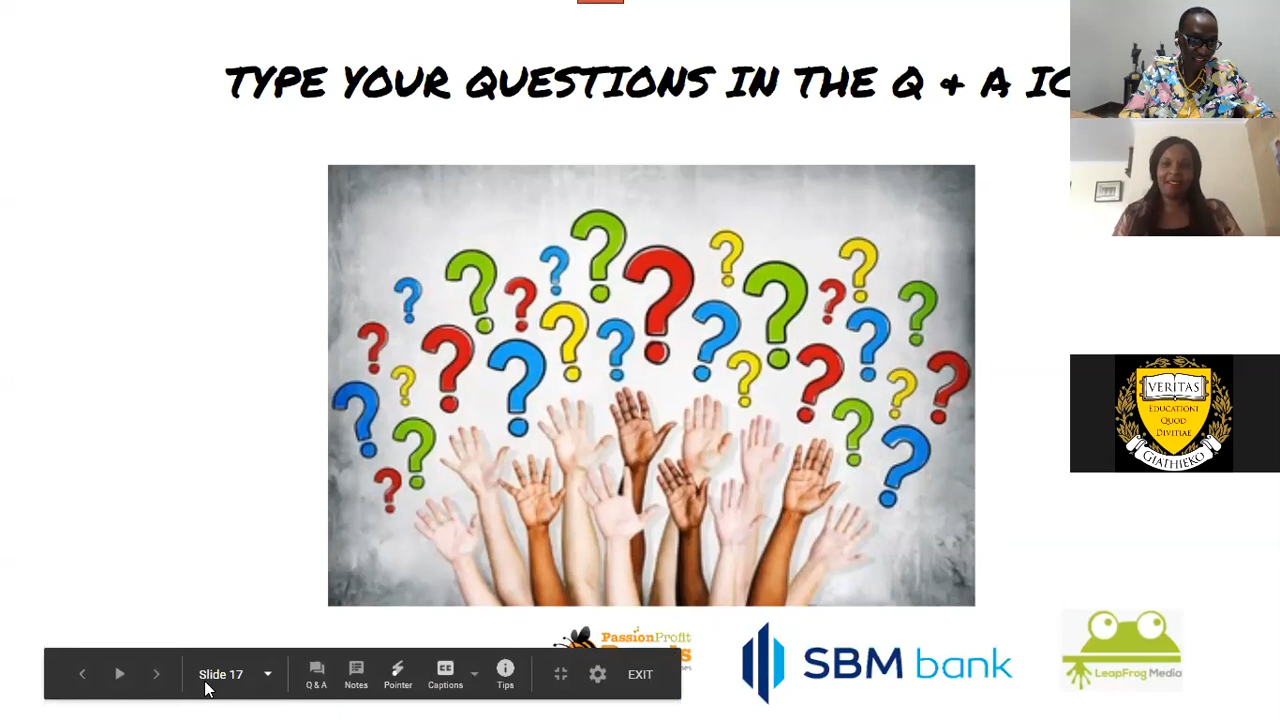 TYPE YOUR QUESTIONS IN THE Q & A
VERITAS
EDUCATIONI
QUOD
DIVITIAE
GIATHIEKO
PassionProfit
SBM bank
LeapFrog Media
Slide 17
Q & A
Notes
Pointer
Captions
Tips
EXIT